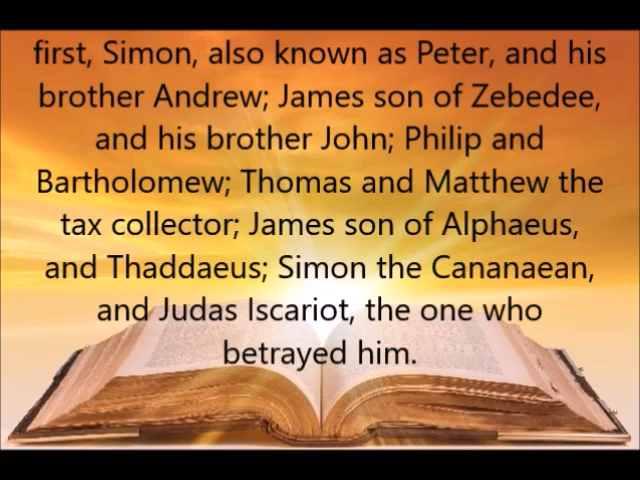 first, Simon, also known as Peter, and his
brother Andrew; James son of Zebedee,
and his brother John; Philip and
Bartholomew; Thomas and Matthew the
tax collector; James son of Alphaeus,
and Thaddaeus; Simon the Cananaean,
and Judas Iscariot, the one who
betrayed him.